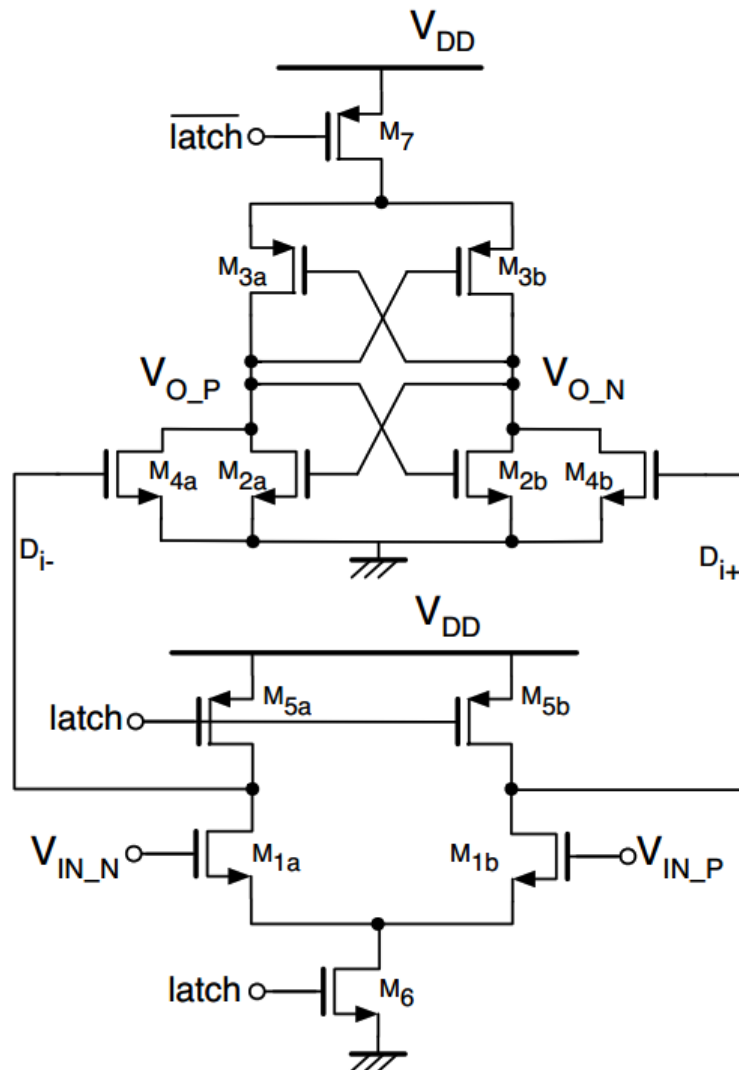 V_DD
latch
M_7
M_3a
M_3b
V_O_P
V_O_N
M_4a
M_2a
M_2b
M_4b
D_i-
D_i+
V_DD
M_5a
M_5b
latch
V_IN_N
M_1a
M_1b
V_IN_P
latch
M_6